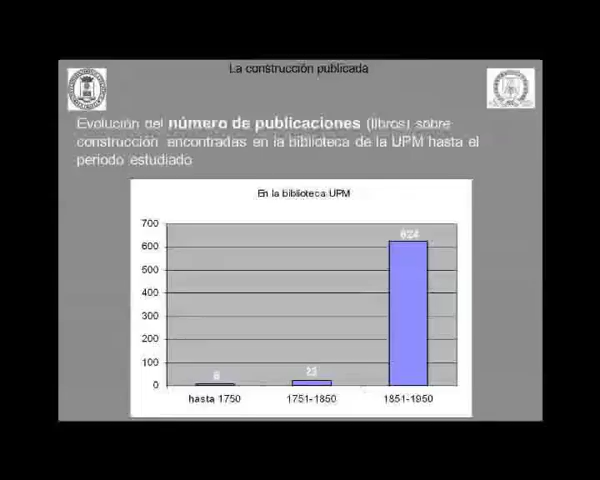 La construcción publicada
Evolución del número de publicaciones (libros) sobre
construcción encontradas en la biblioteca de la UPM hasta el
periodo estudiado
En la biblioteca UPM
700
600
500
400
300
200
100
0
624
hasta 1750
1751-1850
1851-1950